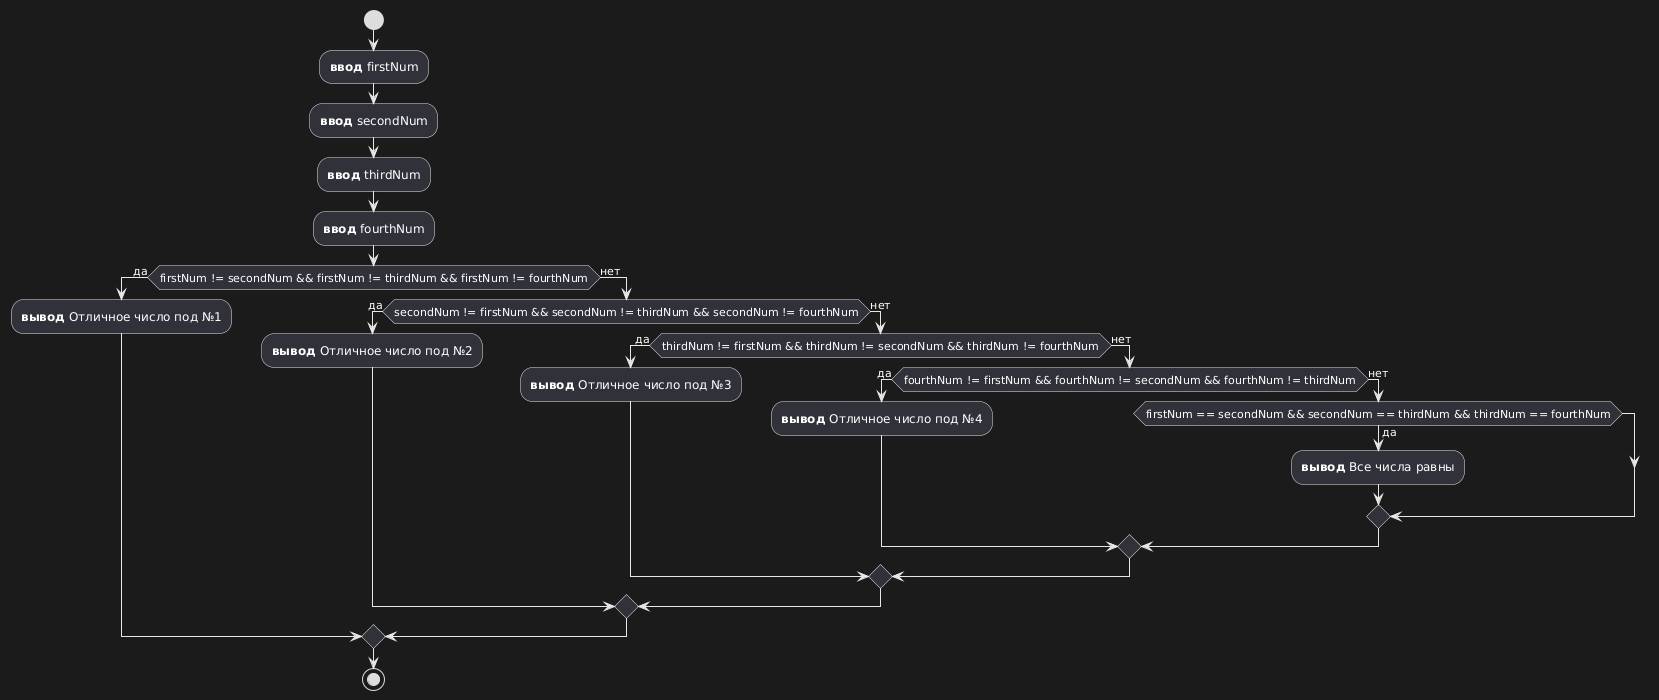 ввод firstNum
ввод secondNum
ввод thirdNum
ввод fourthNum
да
firstNum != secondNum && firstNum != thirdNum && firstNum != fourthNum
нет
вывод Отличное число под №1
да
secondNum != firstNum && secondNum != thirdNum && secondNum != fourthNum
нет
вывод Отличное число под №2
да
thirdNum != firstNum && thirdNum != secondNum && thirdNum != fourthNum
нет
вывод Отличное число под №3
да
fourthNum != firstNum && fourthNum != secondNum && fourthNum != thirdNum
нет
вывод Отличное число под №4
firstNum == secondNum && secondNum == thirdNum && thirdNum == fourthNum
да
вывод Все числа равны